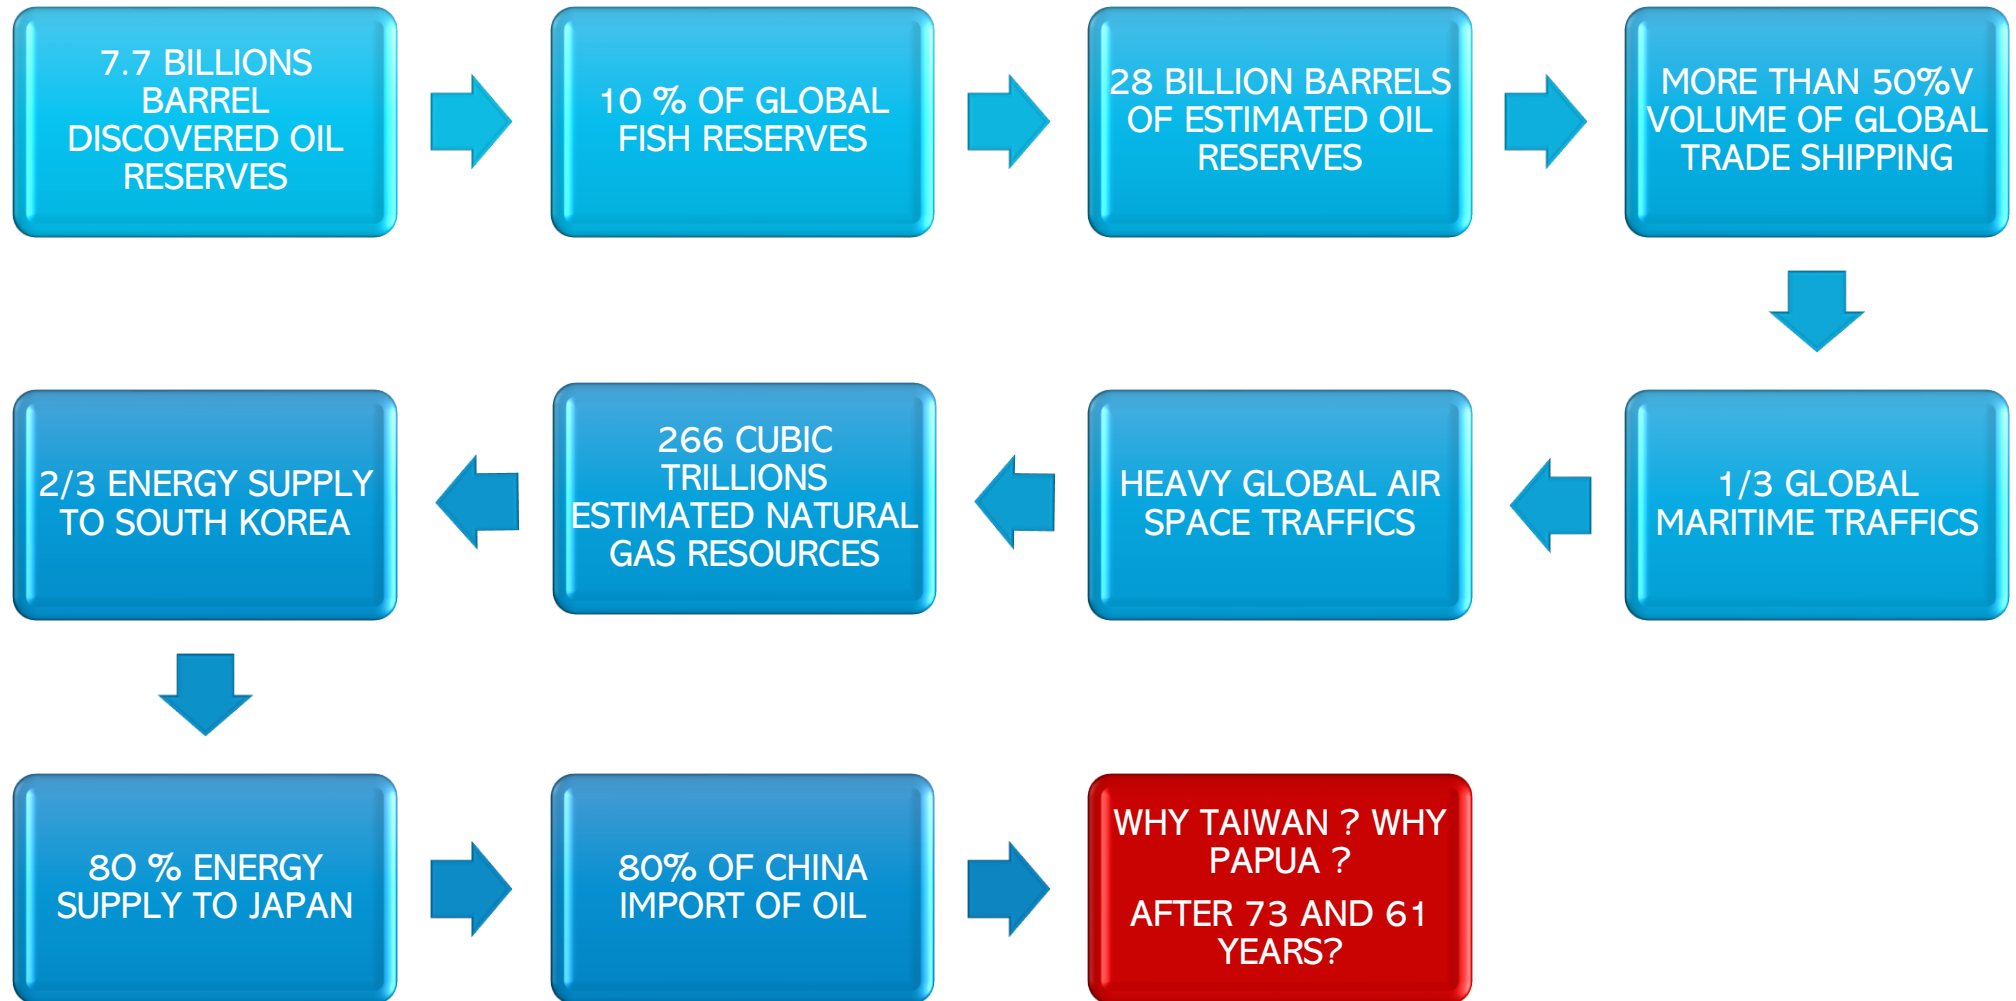 7.7 BILLIONS
BARREL
DISCOVERED OIL
RESERVES
10 % OF GLOBAL
FISH RESERVES
28 BILLION BARRELS
OF ESTIMATED OIL
RESERVES
MORE THAN 50%V
VOLUME OF GLOBAL
TRADE SHIPPING
1/3 GLOBAL
MARITIME TRAFFICS
HEAVY GLOBAL AIR
SPACE TRAFFICS
266 CUBIC
TRILLIONS
ESTIMATED NATURAL
GAS RESOURCES
2/3 ENERGY SUPPLY
TO SOUTH KOREA
80 % ENERGY
SUPPLY TO JAPAN
80% OF CHINA
IMPORT OF OIL
WHY TAIWAN ? WHY
PAPUA ?
AFTER 73 AND 61
YEARS?